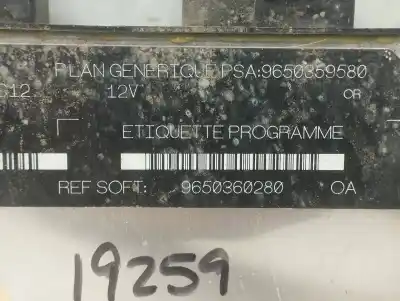 PLAN GENERIQUE PSA:9650359580
C12 12V OR
ETIQUETTE PROGRAMME
REF SOFT: 9650360280 OA
19259